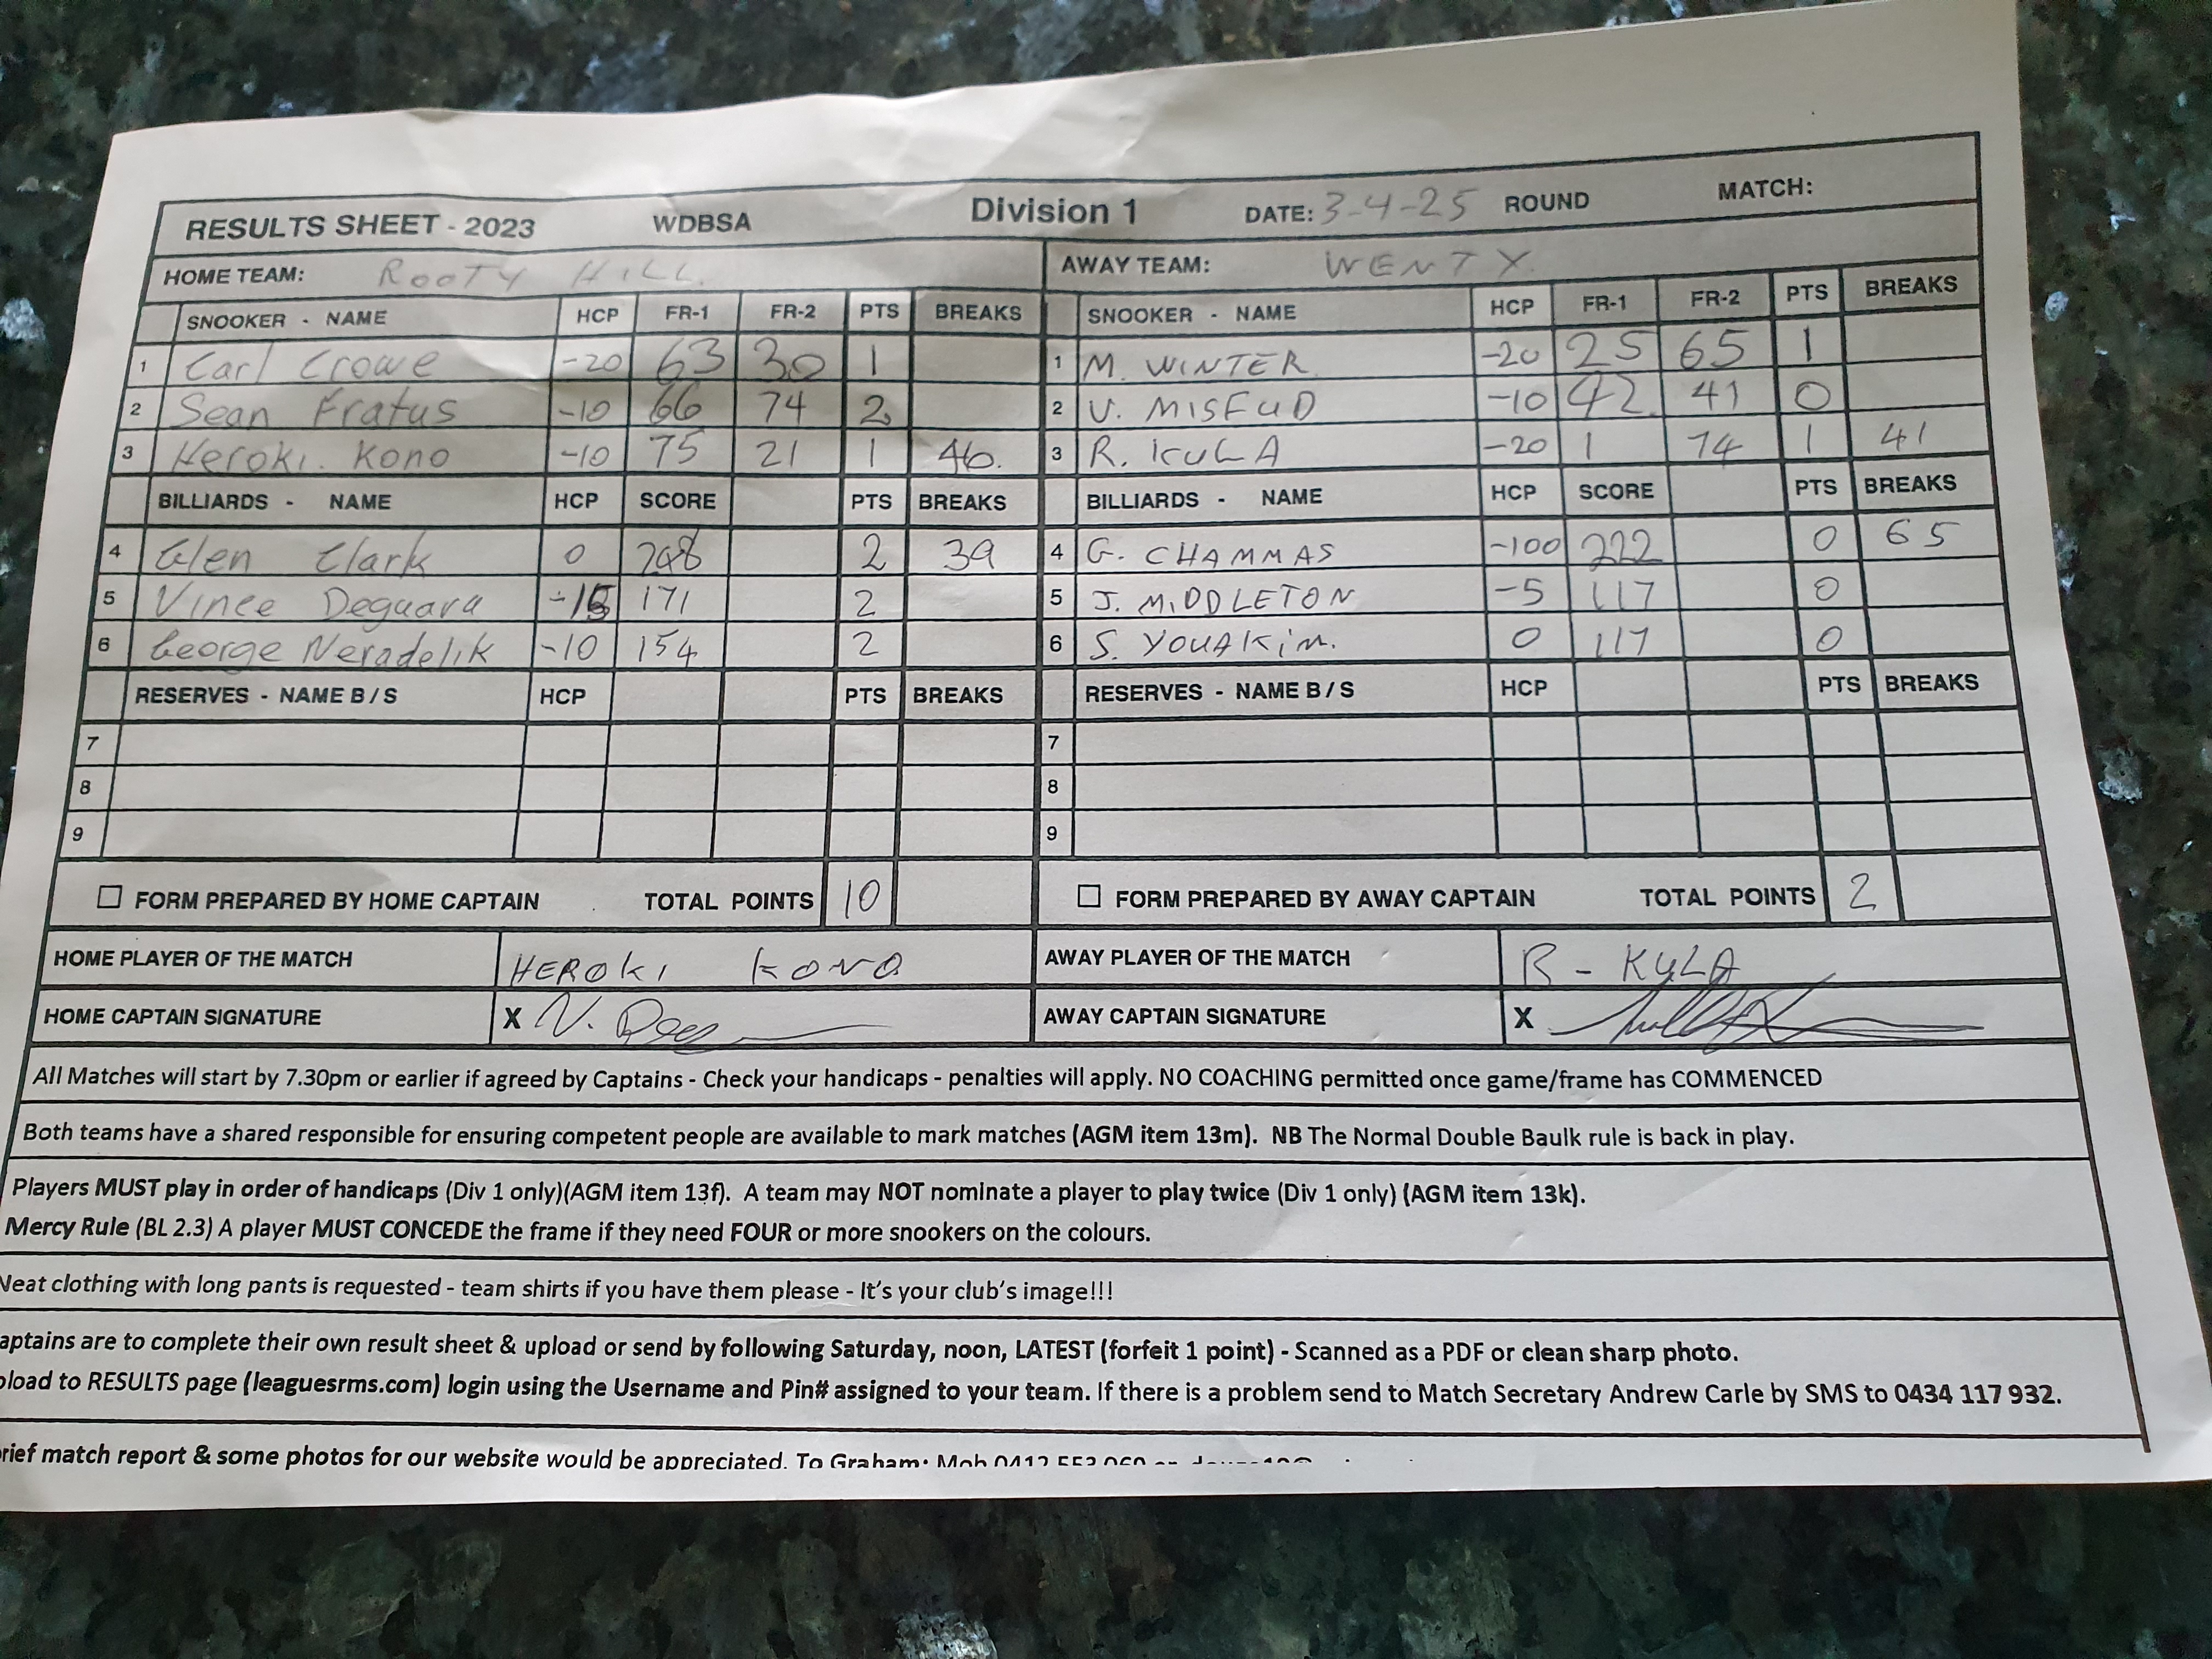 RESULTS SHEET - 2023 WDBSA Division 1 DATE: 3-4-25 ROUND MATCH:
HOME TEAM: ROOTY HILL. AWAY TEAM: WENTY
SNOOKER - NAME HCP FR-1 FR-2 PTS BREAKS SNOOKER - NAME HCP FR-1 FR-2 PTS BREAKS
1 Carl Crowe -20 63 30 1 1 M. WINTER -20 25 65 1
2 Sean Fratus -10 66 74 2 2 V. MISFUD -10 42 41 0
3 Heroki. Kono -10 75 21 1 46. 3 R. KULA -20 1 74 1 41
BILLIARDS - NAME HCP SCORE PTS BREAKS BILLIARDS - NAME HCP SCORE PTS BREAKS
4 Glen Clark 0 2 39 4 G. CHAMMAS -100 222 0 65
5 Vince Deguara -15 171 2 5 J. MIDDLETON -5 117 0
6 George Neradelik -10 154 2 6 S. YOUAKIM. 0 117 0
RESERVES - NAME B / S HCP PTS BREAKS RESERVES - NAME B / S HCP PTS BREAKS
7 7
8 8
9 9
FORM PREPARED BY HOME CAPTAIN TOTAL POINTS 10 FORM PREPARED BY AWAY CAPTAIN TOTAL POINTS 2
HOME PLAYER OF THE MATCH HEROKI KONO AWAY PLAYER OF THE MATCH R - KULA
HOME CAPTAIN SIGNATURE X AWAY CAPTAIN SIGNATURE X
All Matches will start by 7.30pm or earlier if agreed by Captains - Check your handicaps - penalties will apply. NO COACHING permitted once game/frame has COMMENCED
Both teams have a shared responsible for ensuring competent people are available to mark matches (AGM item 13m). NB The Normal Double Baulk rule is back in play.
Players MUST play in order of handicaps (Div 1 only)(AGM item 13f). A team may NOT nominate a player to play twice (Div 1 only) (AGM item 13k).
Mercy Rule (BL 2.3) A player MUST CONCEDE the frame if they need FOUR or more snookers on the colours.
Neat clothing with long pants is requested - team shirts if you have them please - It's your club's image!!!
aptains are to complete their own result sheet & upload or send by following Saturday, noon, LATEST (forfeit 1 point) - Scanned as a PDF or clean sharp photo.
pload to RESULTS page (leaguesrms.com) login using the Username and Pin# assigned to your team. If there is a problem send to Match Secretary Andrew Carle by SMS to 0434 117 932.
rief match report & some photos for our website would be appreciated. To Graham: Mob 0412 553 060 or